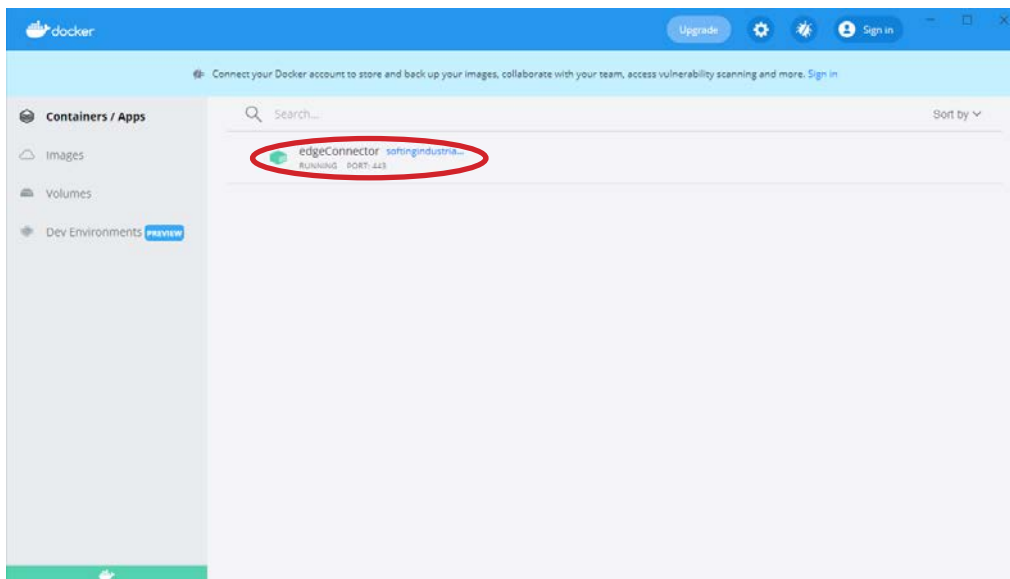 docker
Upgrade
Sign in
Connect your Docker account to store and back up your images, collaborate with your team, access vulnerability scanning and more. Sign in
Containers / Apps
Images
Volumes
Dev Environments PREVIEW
Search...
Sort by
edgeConnector softingindustria...
RUNNING PORT: 443